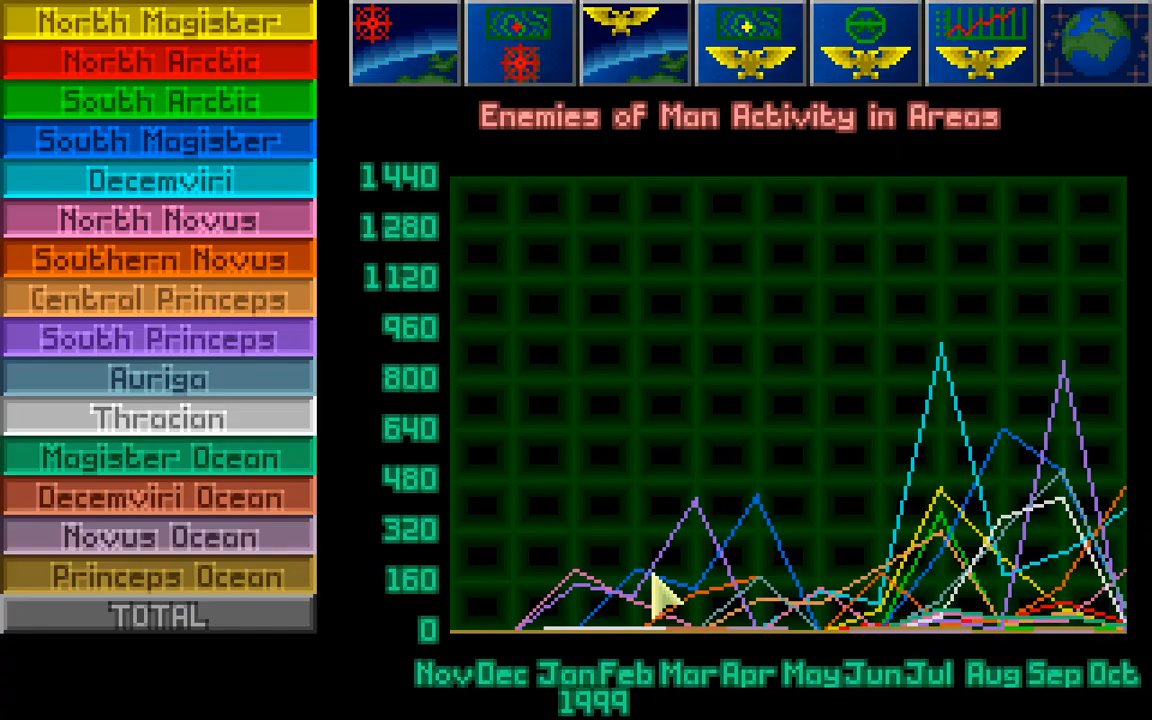 North Magister
North Arctic
South Arctic
South Magister
Decemviri
North Novus
Southern Novus
Central Princeps
South Princeps
Auriga
Thracian
Magister Ocean
Decemviri Ocean
Novus Ocean
Princeps Ocean
TOTAL
Enemies of Man Activity in Areas
1440
1280
1120
960
800
640
480
320
160
0
Nov Dec Jan Feb Mar Apr May Jun Jul Aug Sep Oct
1999